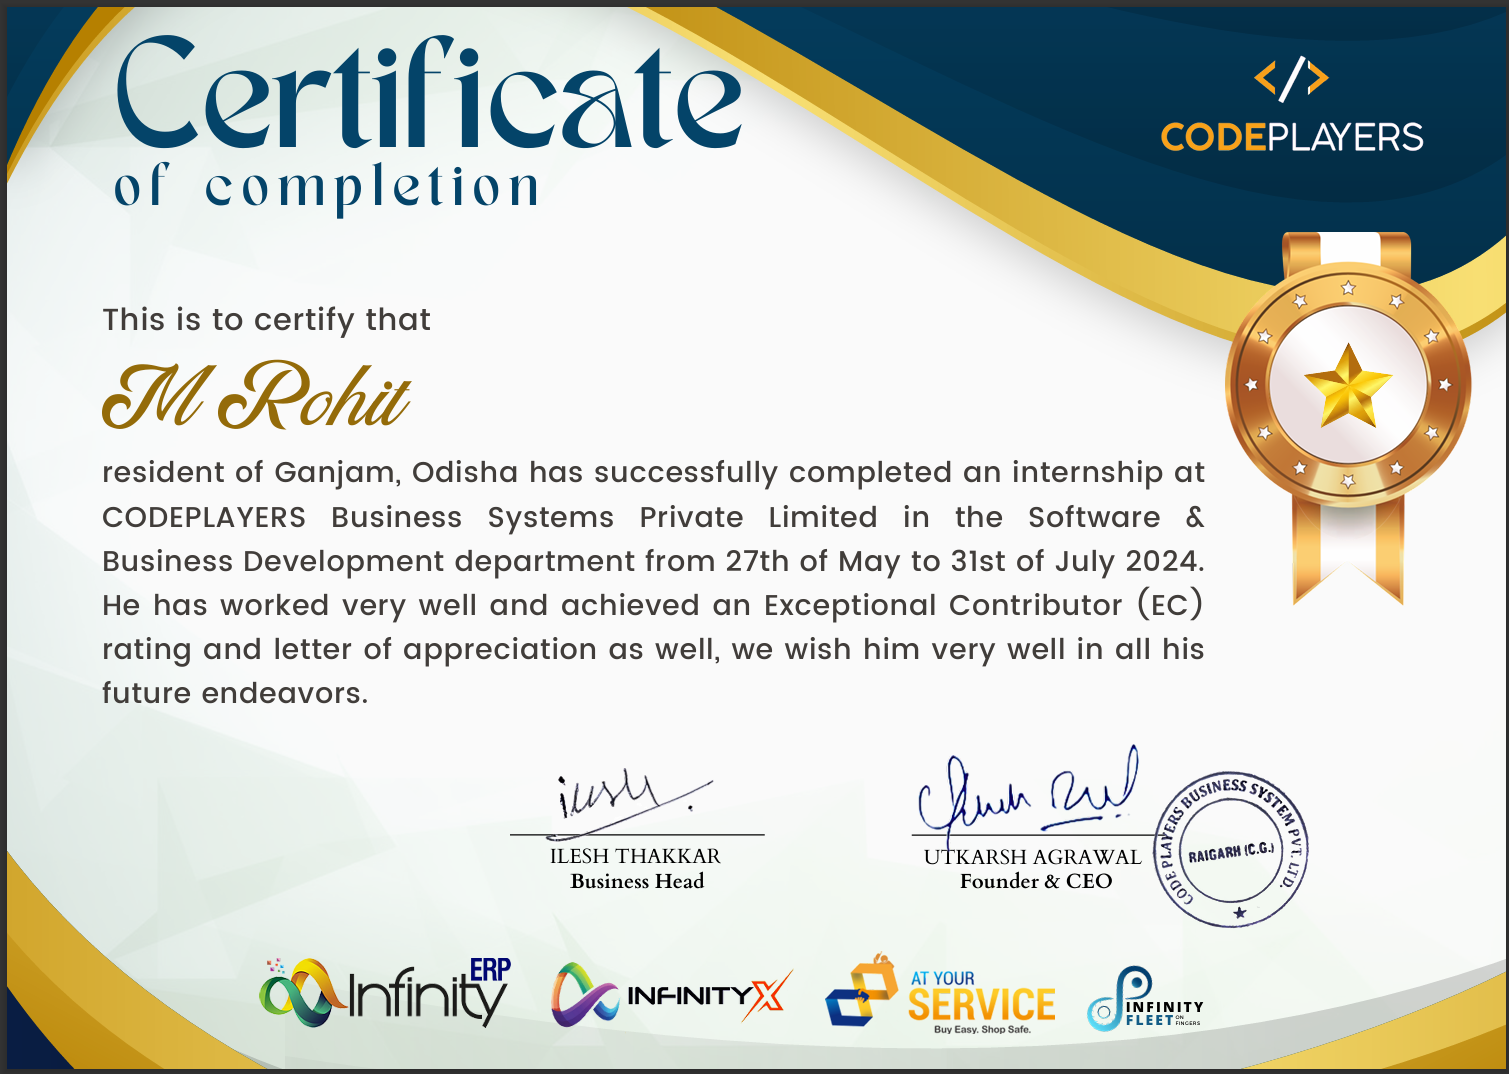 Certificate
of completion
</> CODEPLAYERS
This is to certify that
M Rohit
resident of Ganjam, Odisha has successfully completed an internship at
CODEPLAYERS Business Systems Private Limited in the Software &
Business Development department from 27th of May to 31st of July 2024.
He has worked very well and achieved an Exceptional Contributor (EC)
rating and letter of appreciation as well, we wish him very well in all his
future endeavors.
ILESH THAKKAR
Business Head
UTKARSH AGRAWAL
Founder & CEO
CODE PLAYERS BUSINESS SYSTEM PVT. LTD.
RAIGARH (C.G.)
Infinity ERP
INFINITYX
AT YOUR
SERVICE
Buy Easy. Shop Safe.
INFINITY
FLEET ON FINGERS